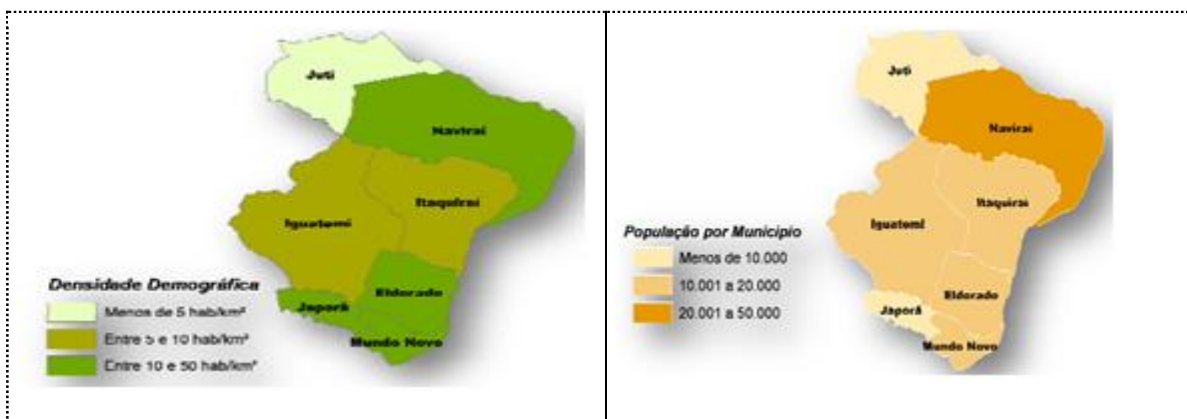 Juti
Naviraí
Itaquiraí
Iguatemi
Densidade Demográfica
Eldorado
Menos de 5 hab/km²
Japorã
Entre 5 e 10 hab/km²
Mundo Novo
Entre 10 e 50 hab/km²
Juti
Naviraí
Itaquiraí
Iguatemi
População por Município
Menos de 10.000
10.001 a 20.000
Eldorado
20.001 a 50.000
Japorã
Mundo Novo